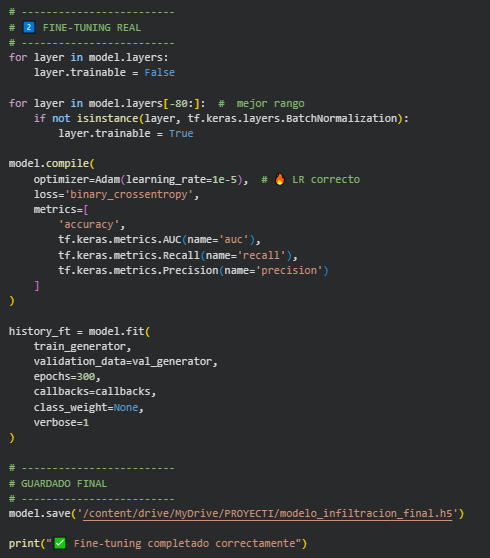 # ------------------------
# 2️⃣ FINE-TUNING REAL
# ------------------------
for layer in model.layers:
    layer.trainable = False

for layer in model.layers[-80:]:  #  mejor rango
    if not isinstance(layer, tf.keras.layers.BatchNormalization):
        layer.trainable = True

model.compile(
    optimizer=Adam(learning_rate=1e-5),  # 🔥 LR correcto
    loss='binary_crossentropy',
    metrics=[
        'accuracy',
        tf.keras.metrics.AUC(name='auc'),
        tf.keras.metrics.Recall(name='recall'),
        tf.keras.metrics.Precision(name='precision')
    ]
)

history_ft = model.fit(
    train_generator,
    validation_data=val_generator,
    epochs=300,
    callbacks=callbacks,
    class_weight=None,
    verbose=1
)

# ------------------------
# GUARDADO FINAL
# ------------------------
model.save('/content/drive/MyDrive/PROYECTI/modelo_infiltracion_final.h5')

print("✅ Fine-tuning completado correctamente")